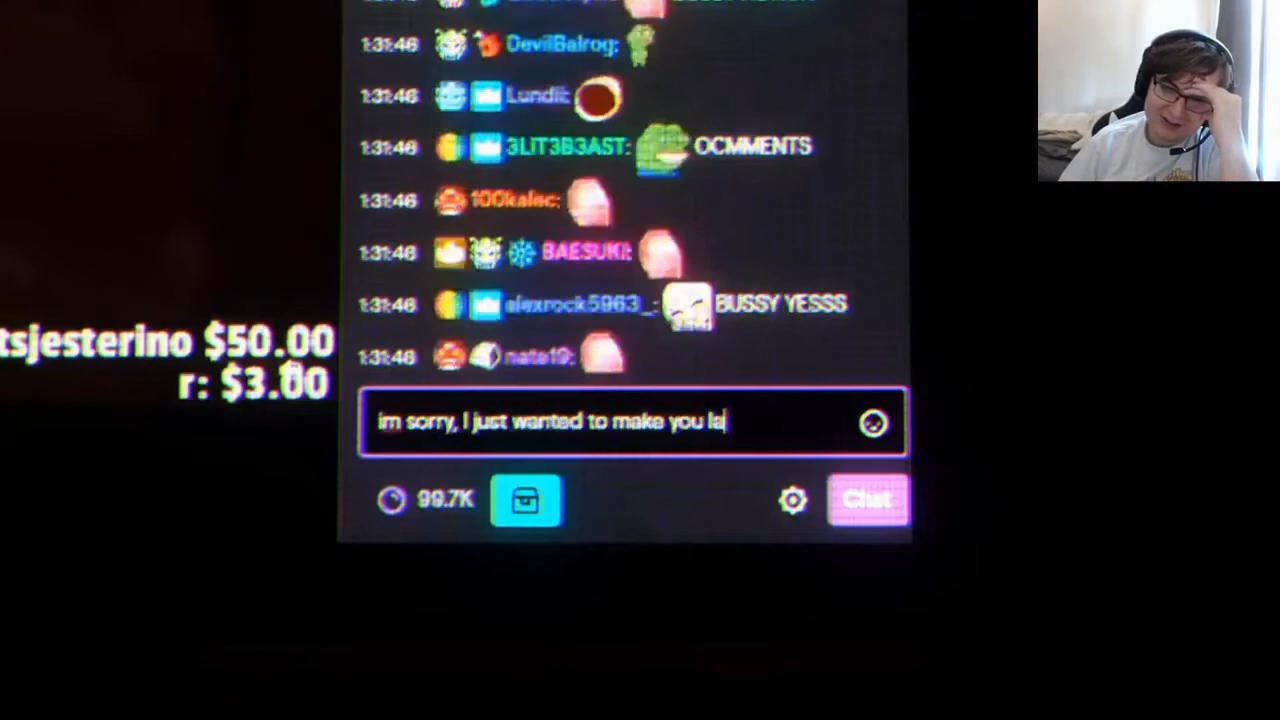 1:31:46 DevilBalrog:
1:31:46 Lundii:
1:31:46 3LIT3B3AST: OCMMENTS
1:31:46 100kalec:
1:31:46 BAESUKI:
1:31:46 alexrock5963_: BUSSY YESSS
1:31:46 nate19:
tsjesterino $50.00
r: $3.00
im sorry, I just wanted to make you la
99.7K
Chat